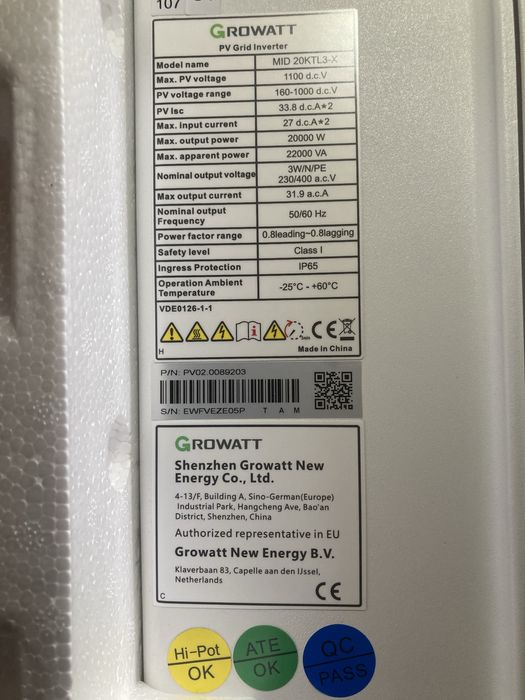 107
GROWATT
PV Grid Inverter
Model name MID 20KTL3-X
Max. PV voltage 1100 d.c.V
PV voltage range 160-1000 d.c.V
PV Isc 33.8 d.c.A*2
Max. input current 27 d.c.A*2
Max. output power 20000 W
Max. apparent power 22000 VA
Nominal output voltage 3W/N/PE
230/400 a.c.V
Max output current 31.9 a.c.A
Nominal output
Frequency 50/60 Hz
Power factor range 0.8leading~0.8lagging
Safety level Class I
Ingress Protection IP65
Operation Ambient
Temperature -25°C - +60°C
VDE0126-1-1
CE
H Made in China
P/N: PV02.0089203
S/N: EWFVEZE05P T A M
GROWATT
Shenzhen Growatt New
Energy Co., Ltd.
4-13/F, Building A, Sino-German(Europe)
Industrial Park, Hangcheng Ave, Bao'an
District, Shenzhen, China
Authorized representative in EU
Growatt New Energy B.V.
Klaverbaan 83, Capelle aan den IJssel,
Netherlands
C CE
Hi-Pot
OK
ATE
OK
QC
PASS